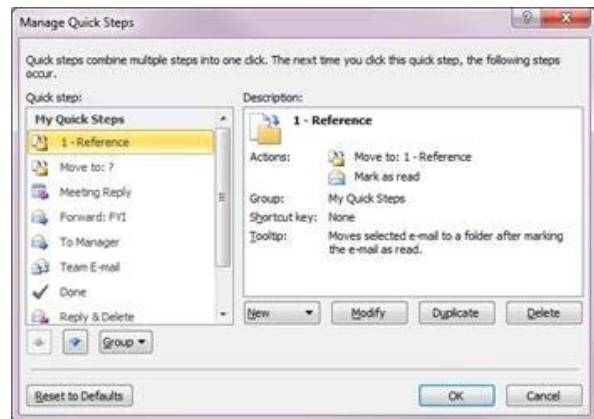 Manage Quick Steps
Quick steps combine multiple steps into one click. The next time you click this quick step, the following steps
occur.
Quick step:
My Quick Steps
1 - Reference
Move to: ?
Meeting Reply
Forward: FYI
To Manager
Team E-mail
Done
Reply & Delete
Group
Description:
1 - Reference
Actions: Move to: 1 - Reference
Mark as read
Group: My Quick Steps
Shortcut key: None
Tooltip: Moves selected e-mail to a folder after marking
the e-mail as read.
New Modify Duplicate Delete
Reset to Defaults OK Cancel